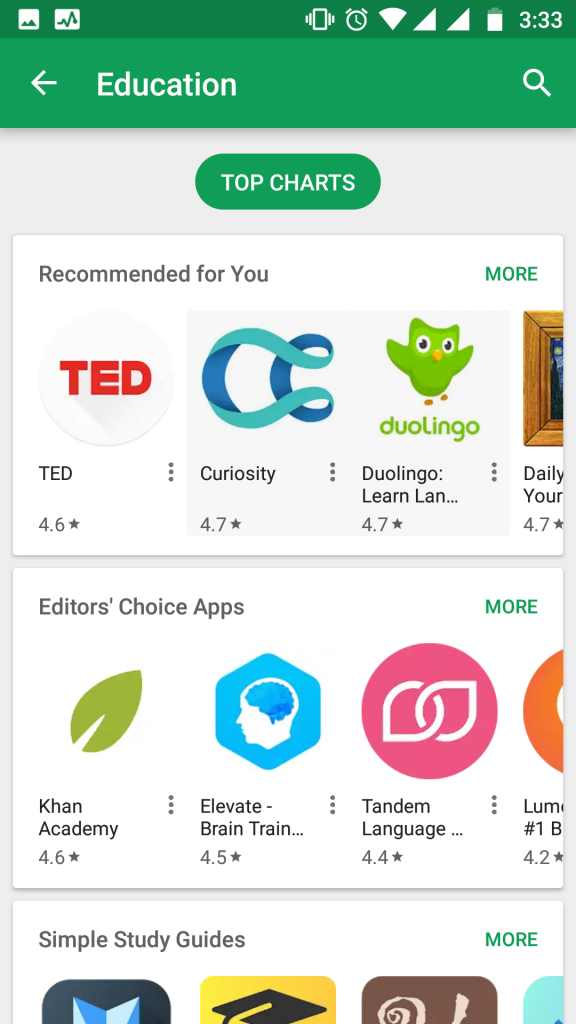 3:33
Education
TOP CHARTS
Recommended for You
MORE
TED
duolingo
TED
Curiosity
Duolingo:
Learn Lan...
Daily
Your
4.6★
4.7★
4.7★
4.7★
Editors' Choice Apps
MORE
Khan
Academy
Elevate -
Brain Train...
Tandem
Language ...
Lum
#1 B
4.6★
4.5★
4.4★
4.2★
Simple Study Guides
MORE